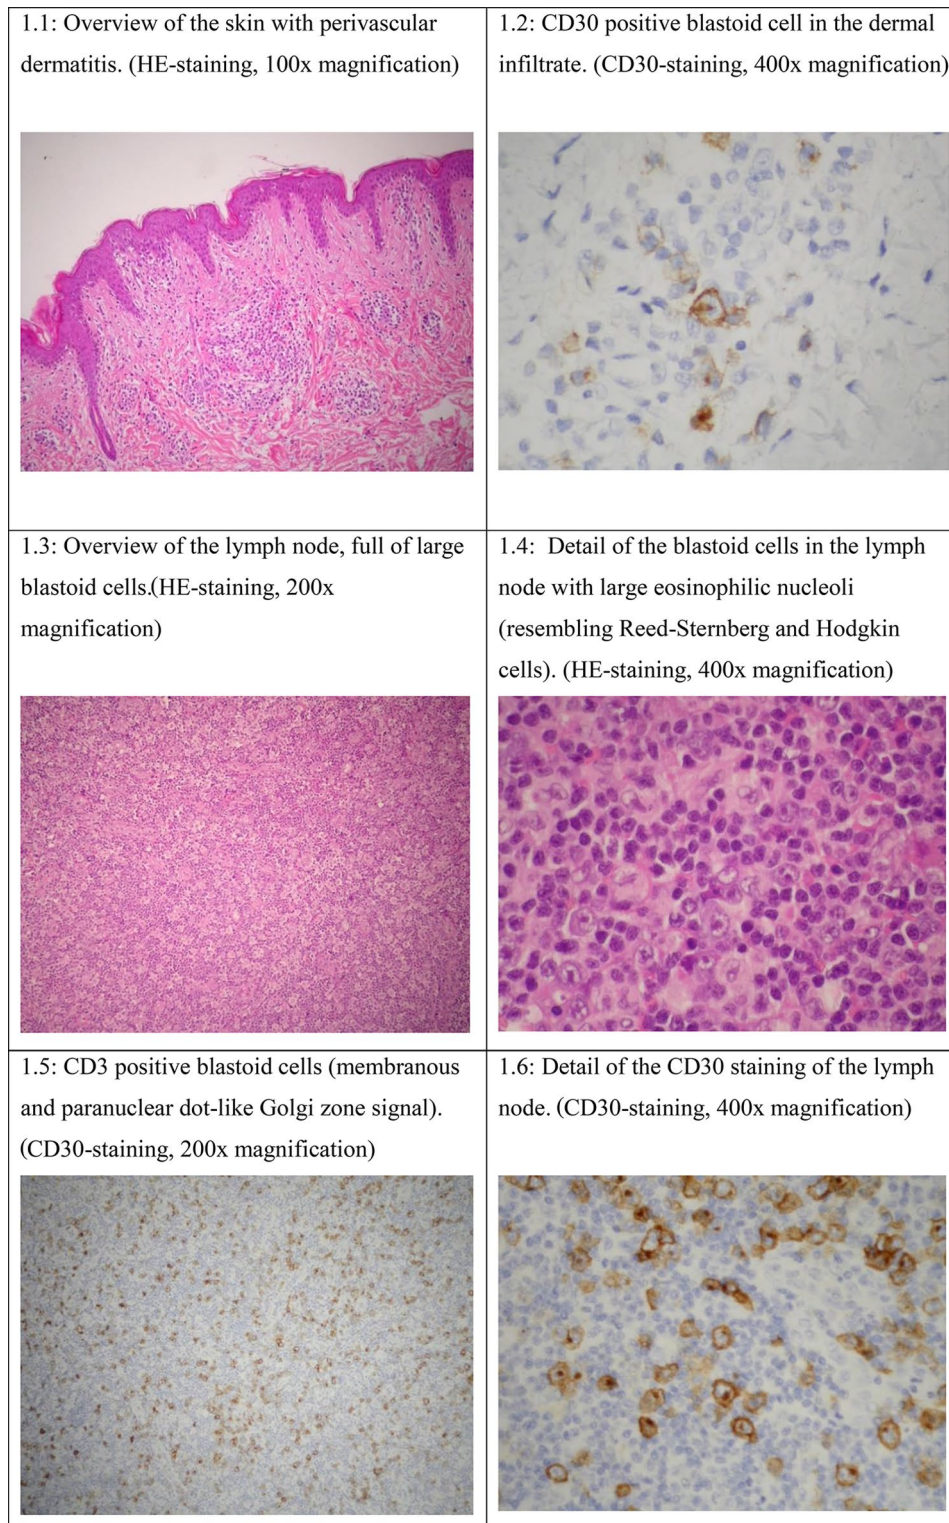 1.1: Overview of the skin with perivascular
dermatitis. (HE-staining, 100x magnification)
1.2: CD30 positive blastoid cell in the dermal
infiltrate. (CD30-staining, 400x magnification)
1.3: Overview of the lymph node, full of large
blastoid cells.(HE-staining, 200x
magnification)
1.4:  Detail of the blastoid cells in the lymph
node with large eosinophilic nucleoli
(resembling Reed-Sternberg and Hodgkin
cells). (HE-staining, 400x magnification)
1.5: CD3 positive blastoid cells (membranous
and paranuclear dot-like Golgi zone signal).
(CD30-staining, 200x magnification)
1.6: Detail of the CD30 staining of the lymph
node. (CD30-staining, 400x magnification)